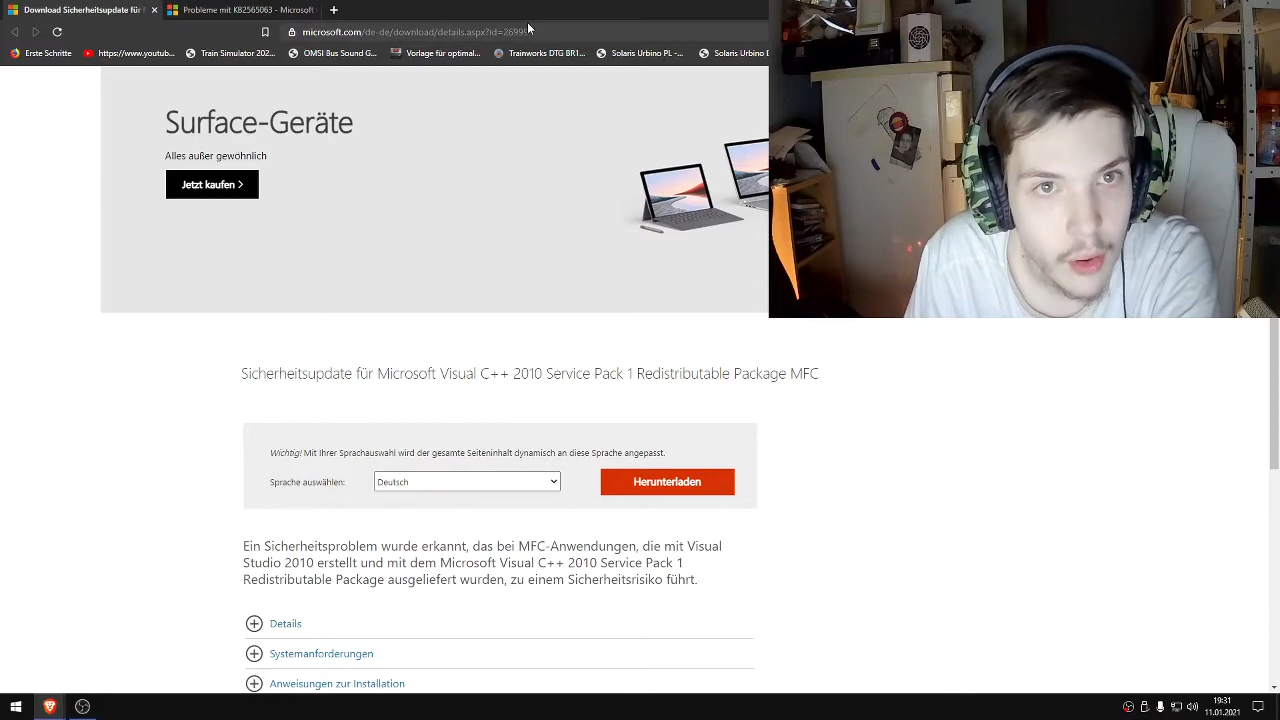 Download Sicherheitsupdate für
Probleme mit KB2565063 - Microsoft
microsoft.com/de-de/download/details.aspx?id=26999
Erste Schritte
https://www.youtub...
Train Simulator 202...
OMSI Bus Sound G...
Vorlage für optimal...
Trainworks DTG BR1...
Solaris Urbino PL -...
Solaris Urbino
Surface-Geräte
Alles außer gewöhnlich
Jetzt kaufen
Sicherheitsupdate für Microsoft Visual C++ 2010 Service Pack 1 Redistributable Package MFC
Wichtig! Mit Ihrer Sprachauswahl wird der gesamte Seiteninhalt dynamisch an diese Sprache angepasst.
Sprache auswählen:
Deutsch
Herunterladen
Ein Sicherheitsproblem wurde erkannt, das bei MFC-Anwendungen, die mit Visual
Studio 2010 erstellt und mit dem Microsoft Visual C++ 2010 Service Pack 1
Redistributable Package ausgeliefert wurden, zu einem Sicherheitsrisiko führt.
Details
Systemanforderungen
Anweisungen zur Installation
19:31
11.01.2021